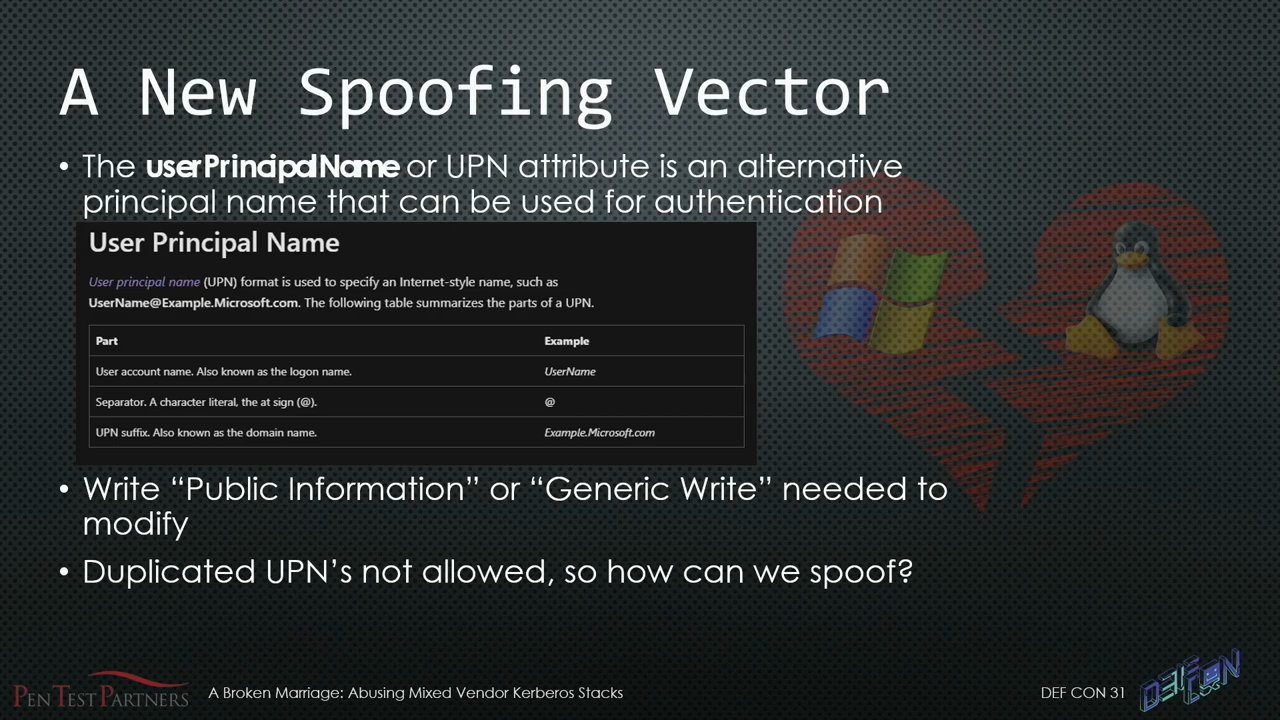 A New Spoofing Vector
• The userPrincipalName or UPN attribute is an alternative
principal name that can be used for authentication
User Principal Name
User principal name (UPN) format is used to specify an Internet-style name, such as
UserName@Example.Microsoft.com. The following table summarizes the parts of a UPN.
Part Example
User account name. Also known as the logon name. UserName
Separator. A character literal, the at sign (@). @
UPN suffix. Also known as the domain name. Example.Microsoft.com
• Write “Public Information” or “Generic Write” needed to
modify
• Duplicated UPN’s not allowed, so how can we spoof?
PEN TEST PARTNERS
A Broken Marriage: Abusing Mixed Vendor Kerberos Stacks
DEF CON 31